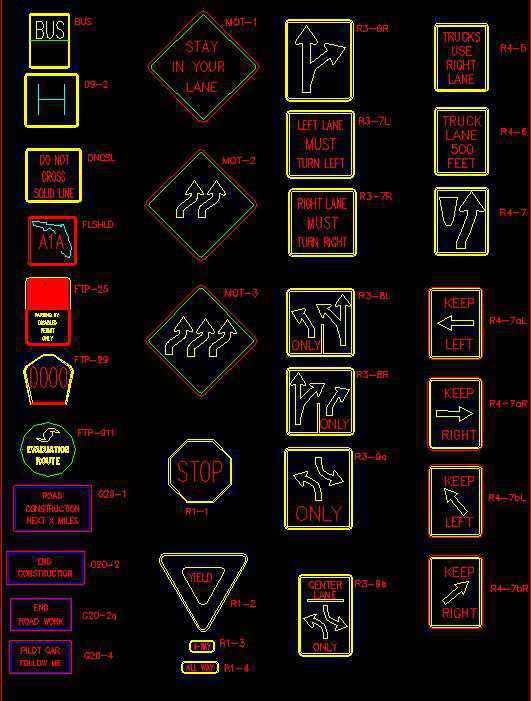 BUS
BUS
D9-2
DO NOT
CROSS
SOLID LINE
DNCSL
A1A
FLSHLD
FTP-25
PARKING BY
DISABLED
PERMIT
ONLY
0000
FTP-29
FTP-911
EVACUATION
ROUTE
ROAD
CONSTRUCTION
NEXT X MILES
G20-1
END
CONSTRUCTION
G20-2
END
ROAD WORK
G20-2a
PILOT CAR
FOLLOW ME
G20-4
STAY
IN YOUR
LANE
MOT-1
MOT-2
MOT-3
STOP
R1-1
YIELD
R1-2
R1-3
ALL WAY
R1-4
LEFT LANE
MUST
TURN LEFT
R3-7L
RIGHT LANE
MUST
TURN RIGHT
R3-7R
ONLY
R3-8L
ONLY
R3-8R
ONLY
R3-9a
CENTER
LANE
ONLY
R3-9b
TRUCKS
USE
RIGHT
LANE
R4-5
TRUCK
LANE
500
FEET
R4-6
R4-7
KEEP
LEFT
R4-7aL
KEEP
RIGHT
R4-7aR
KEEP
LEFT
R4-7bL
KEEP
RIGHT
R4-7bR